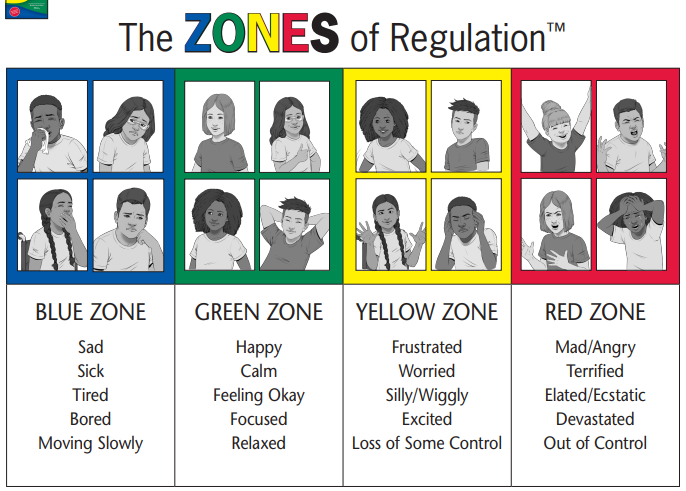 The ZONES of Regulation™
BLUE ZONE
Sad
Sick
Tired
Bored
Moving Slowly
GREEN ZONE
Happy
Calm
Feeling Okay
Focused
Relaxed
YELLOW ZONE
Frustrated
Worried
Silly/Wiggly
Excited
Loss of Some Control
RED ZONE
Mad/Angry
Terrified
Elated/Ecstatic
Devastated
Out of Control